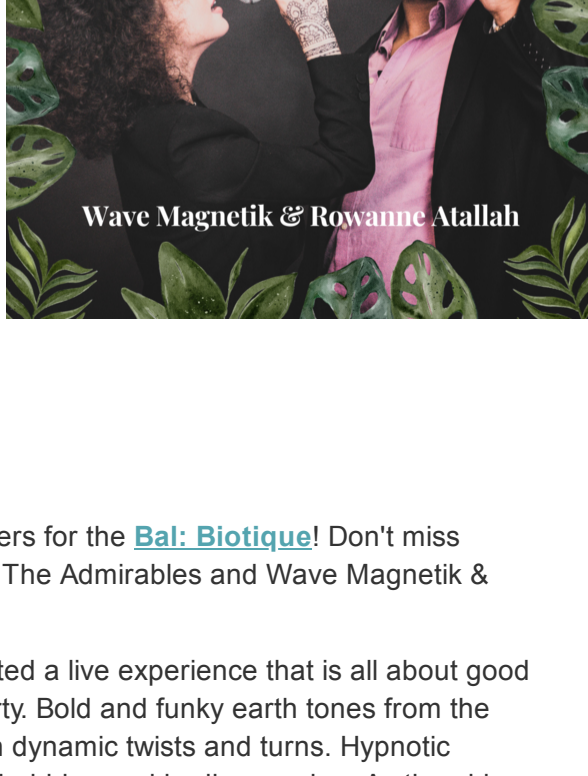 Wave Magnetik & Rowanne Atallah
ers for the Bal: Biotique! Don't miss
The Admirables and Wave Magnetik &
ted a live experience that is all about good
rty. Bold and funky earth tones from the
n dynamic twists and turns. Hypnotic